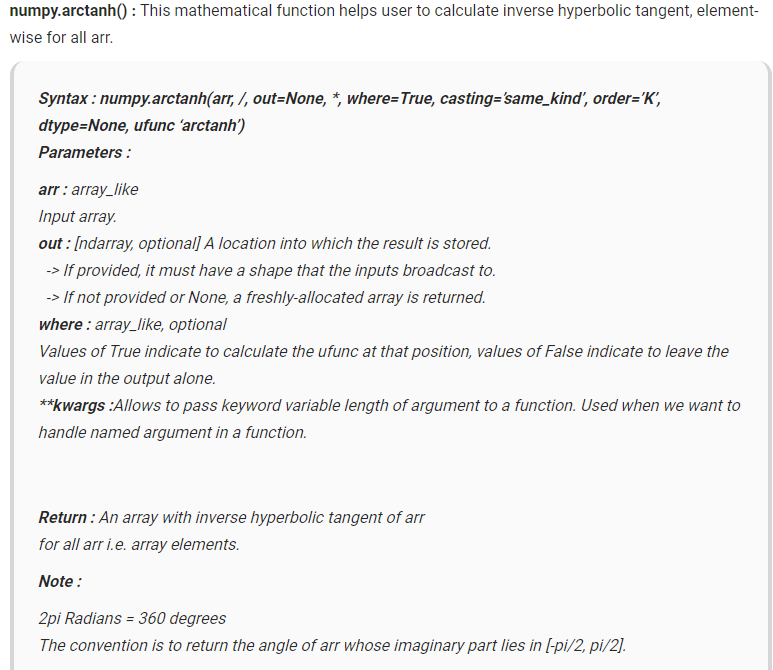 numpy.arctanh() : This mathematical function helps user to calculate inverse hyperbolic tangent, element-
wise for all arr.
Syntax : numpy.arctanh(arr, /, out=None, *, where=True, casting=’same_kind’, order=’K’,
dtype=None, ufunc ‘arctanh’)
Parameters :
arr : array_like
Input array.
out : [ndarray, optional] A location into which the result is stored.
-> If provided, it must have a shape that the inputs broadcast to.
-> If not provided or None, a freshly-allocated array is returned.
where : array_like, optional
Values of True indicate to calculate the ufunc at that position, values of False indicate to leave the
value in the output alone.
**kwargs :Allows to pass keyword variable length of argument to a function. Used when we want to
handle named argument in a function.
Return : An array with inverse hyperbolic tangent of arr
for all arr i.e. array elements.
Note :
2pi Radians = 360 degrees
The convention is to return the angle of arr whose imaginary part lies in [-pi/2, pi/2].